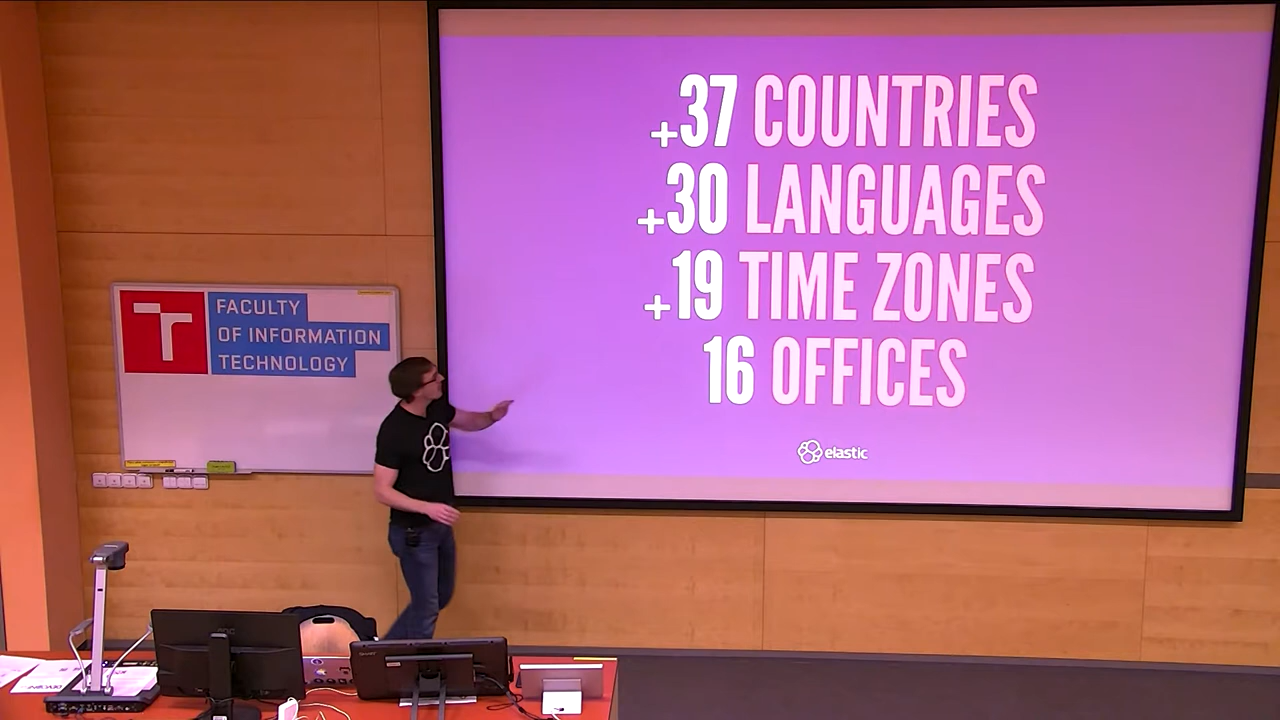 +37 COUNTRIES
+30 LANGUAGES
+19 TIME ZONES
16 OFFICES
elastic
FACULTY
OF INFORMATION
TECHNOLOGY